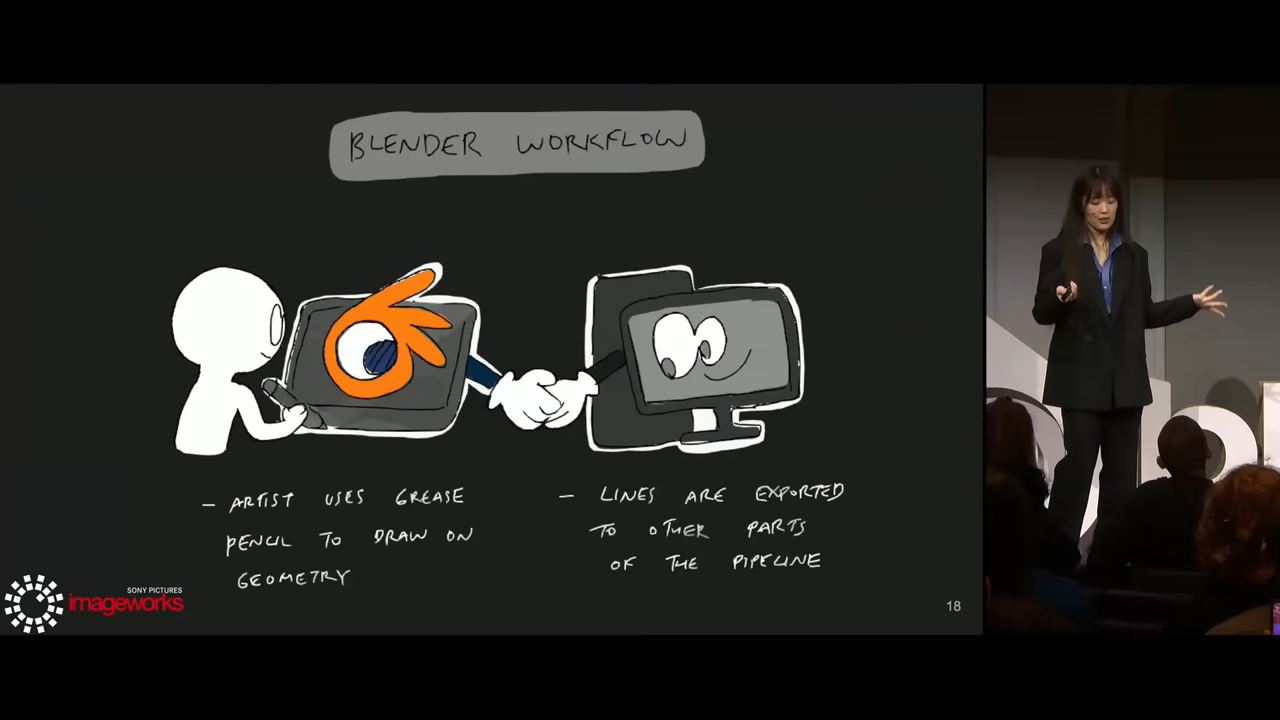 BLENDER WORKFLOW
– ARTIST USES GREASE
PENCIL TO DRAW ON
GEOMETRY
– LINES ARE EXPORTED
TO OTHER PARTS
OF THE PIPELINE
SONY PICTURES
imageworks
18